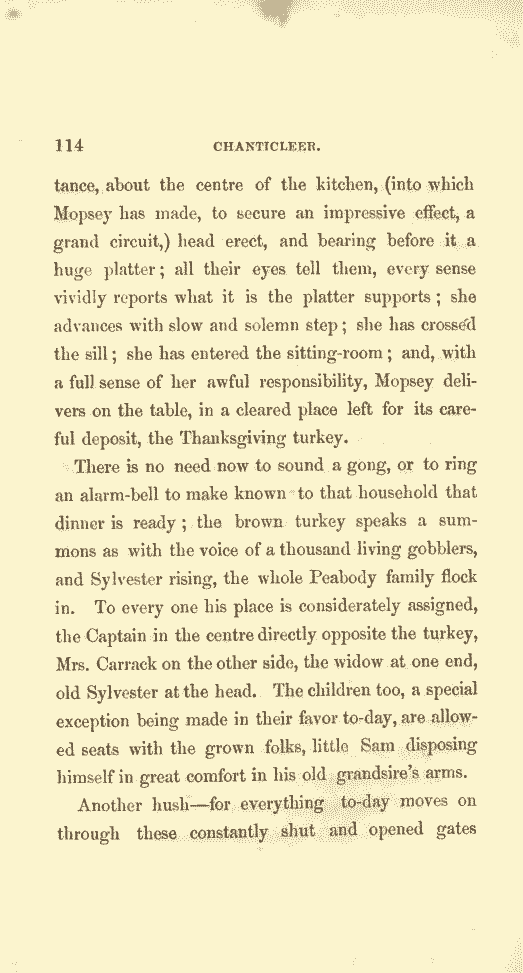 114 CHANTICLEER.
tance, about the centre of the kitchen, (into which
Mopsey has made, to secure an impressive effect, a
grand circuit,) head erect, and bearing before it a
huge platter; all their eyes tell them, every sense
vividly reports what it is the platter supports; she
advances with slow and solemn step; she has crossed
the sill; she has entered the sitting-room; and, with
a full sense of her awful responsibility, Mopsey deli-
vers on the table, in a cleared place left for its care-
ful deposit, the Thanksgiving turkey.
There is no need now to sound a gong, or to ring
an alarm-bell to make known to that household that
dinner is ready; the brown turkey speaks a sum-
mons as with the voice of a thousand living gobblers,
and Sylvester rising, the whole Peabody family flock
in. To every one his place is considerately assigned,
the Captain in the centre directly opposite the turkey,
Mrs. Carrack on the other side, the widow at one end,
old Sylvester at the head. The children too, a special
exception being made in their favor to-day, are allow-
ed seats with the grown folks, little Sam disposing
himself in great comfort in his old grandsire's arms.
Another hush—for everything to-day moves on
through these constantly shut and opened gates